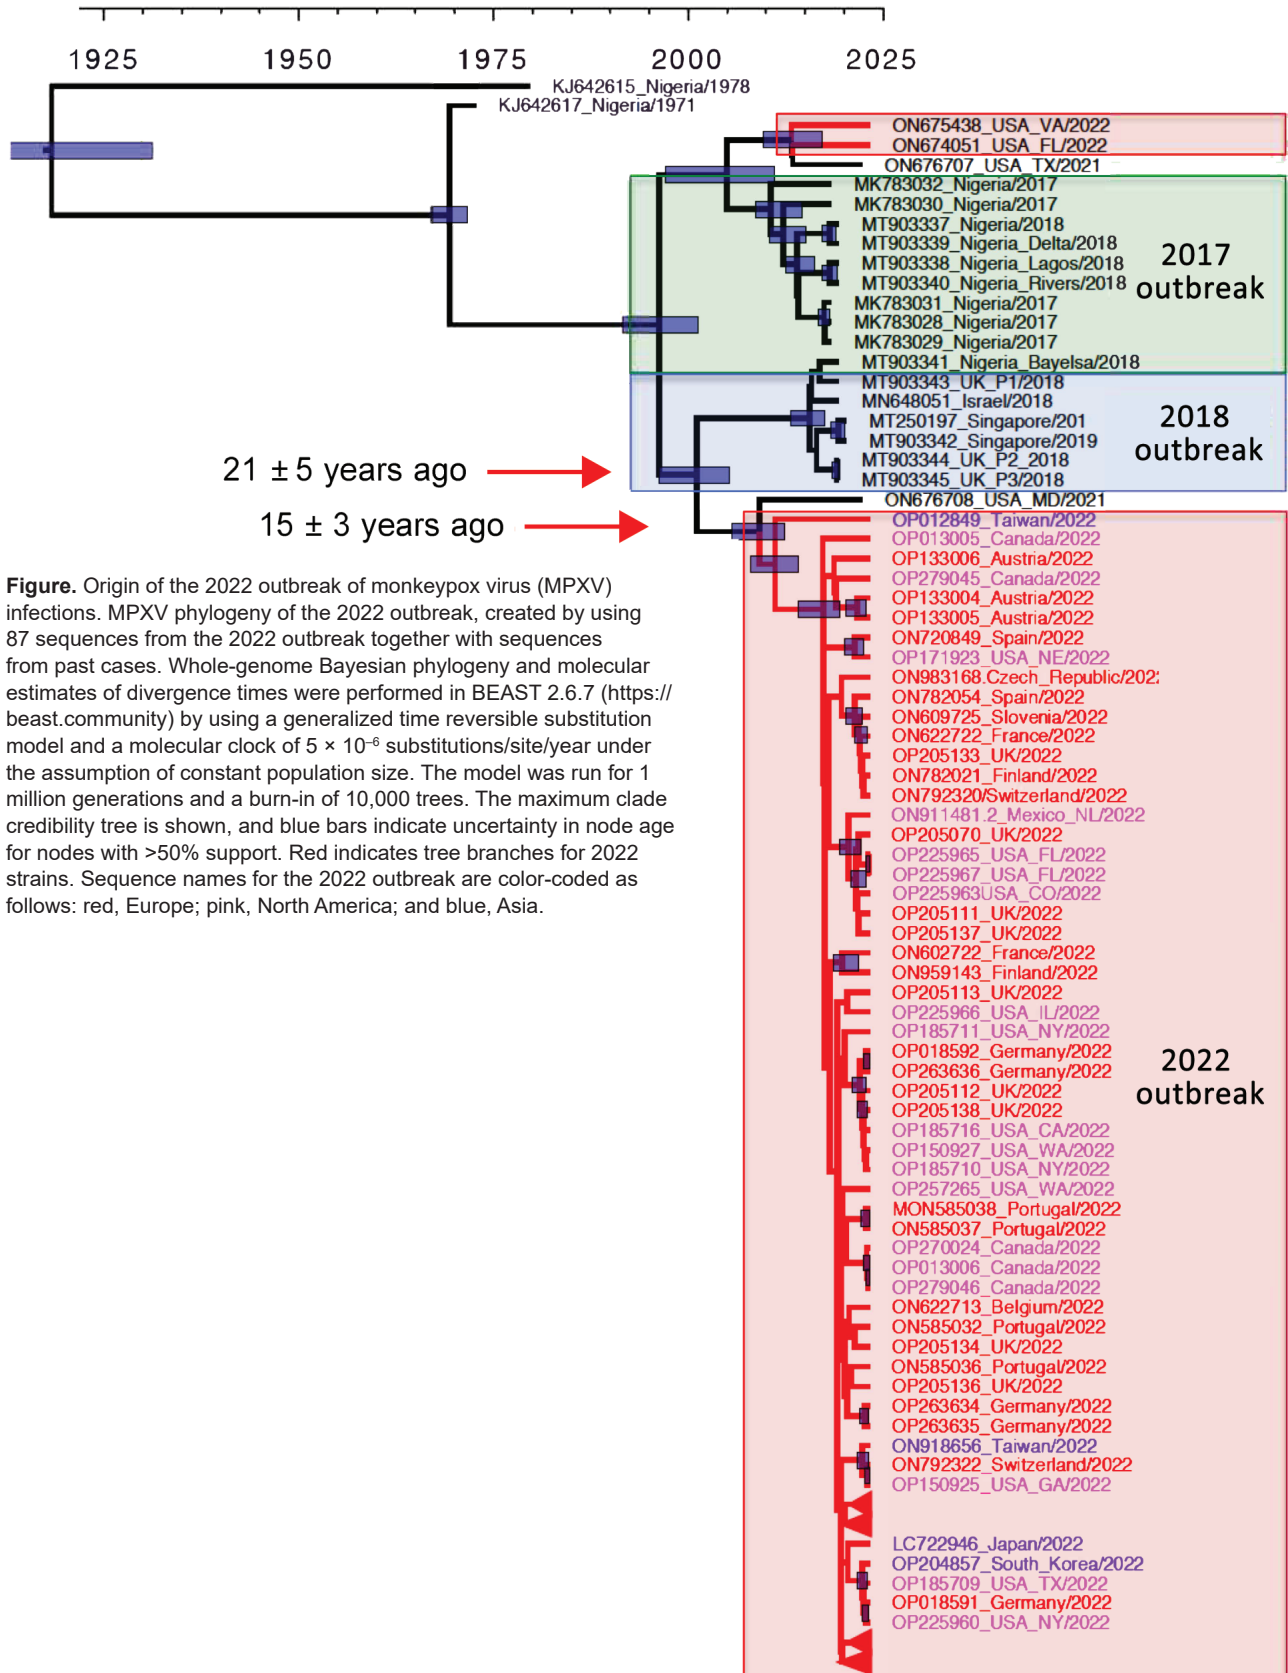 1925 1950 1975 2000 2025
KJ642615_Nigeria/1978
KJ642617_Nigeria/1971
ON675438_USA_VA/2022
ON674051_USA_FL/2022
ON676707_USA_TX/2021
MK783032_Nigeria/2017
MK783030_Nigeria/2017
MT903337_Nigeria/2018
MT903339_Nigeria_Delta/2018
MT903338_Nigeria_Lagos/2018
MT903340_Nigeria_Rivers/2018
MK783031_Nigeria/2017
MK783028_Nigeria/2017
MK783029_Nigeria/2017
2017
outbreak
MT903341_Nigeria_Bayelsa/2018
MT903343_UK_P1/2018
MN648051_Israel/2018
MT250197_Singapore/201
MT903342_Singapore/2019
MT903344_UK_P2_2018
MT903345_UK_P3/2018
2018
outbreak
21 ± 5 years ago
15 ± 3 years ago
ON676708_USA_MD/2021
OP012849_Taiwan/2022
OP013005_Canada/2022
OP133006_Austria/2022
OP279045_Canada/2022
OP133004_Austria/2022
OP133005_Austria/2022
ON720849_Spain/2022
OP171923_USA_NE/2022
ON983168.Czech_Republic/202
ON782054_Spain/2022
ON609725_Slovenia/2022
ON622722_France/2022
OP205133_UK/2022
ON782021_Finland/2022
ON792320/Switzerland/2022
ON911481.2_Mexico_NL/2022
OP205070_UK/2022
OP225965_USA_FL/2022
OP225967_USA_FL/2022
OP225963USA_CO/2022
OP205111_UK/2022
OP205137_UK/2022
ON602722_France/2022
ON959143_Finland/2022
OP205113_UK/2022
OP225966_USA_IL/2022
OP185711_USA_NY/2022
OP018592_Germany/2022
OP263636_Germany/2022
OP205112_UK/2022
OP205138_UK/2022
OP185716_USA_CA/2022
OP150927_USA_WA/2022
OP185710_USA_NY/2022
OP257265_USA_WA/2022
MON585038_Portugal/2022
ON585037_Portugal/2022
OP270024_Canada/2022
OP013006_Canada/2022
OP279046_Canada/2022
ON622713_Belgium/2022
ON585032_Portugal/2022
OP205134_UK/2022
ON585036_Portugal/2022
OP205136_UK/2022
OP263634_Germany/2022
OP263635_Germany/2022
ON918656_Taiwan/2022
ON792322_Switzerland/2022
OP150925_USA_GA/2022
LC722946_Japan/2022
OP204857_South_Korea/2022
OP185709_USA_TX/2022
OP018591_Germany/2022
OP225960_USA_NY/2022
2022
outbreak
Figure. Origin of the 2022 outbreak of monkeypox virus (MPXV)
infections. MPXV phylogeny of the 2022 outbreak, created by using
87 sequences from the 2022 outbreak together with sequences
from past cases. Whole-genome Bayesian phylogeny and molecular
estimates of divergence times were performed in BEAST 2.6.7 (https://
beast.community) by using a generalized time reversible substitution
model and a molecular clock of 5 × 10⁻⁶ substitutions/site/year under
the assumption of constant population size. The model was run for 1
million generations and a burn-in of 10,000 trees. The maximum clade
credibility tree is shown, and blue bars indicate uncertainty in node age
for nodes with >50% support. Red indicates tree branches for 2022
strains. Sequence names for the 2022 outbreak are color-coded as
follows: red, Europe; pink, North America; and blue, Asia.